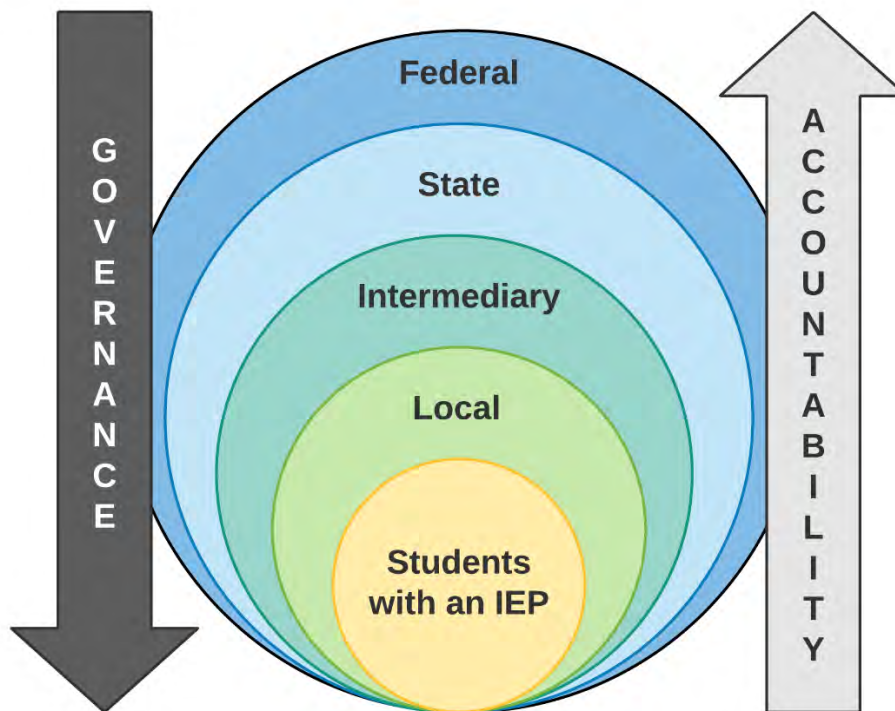 GOVERNANCE
Federal
State
Intermediary
Local
Students
with an IEP
ACCOUNTABILITY